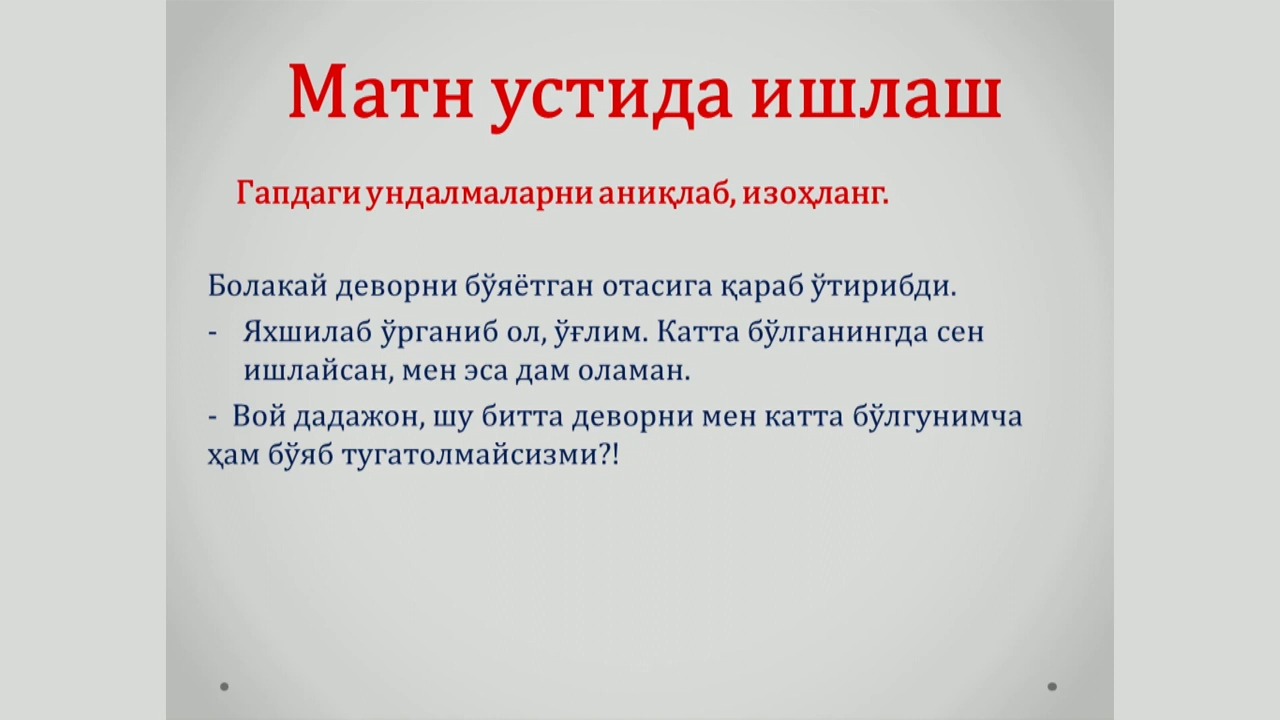 Матн устида ишлаш
Гапдаги ундалмаларни аниқлаб, изоҳланг.
Болакай деворни бўяётган отасига қараб ўтирибди.
- Яхшилаб ўрганиб ол, ўғлим. Катта бўлганингда сен
ишлайсан, мен эса дам оламан.
- Вой дадажон, шу битта деворни мен катта бўлгунимча
ҳам бўяб тугатолмайсизми?!